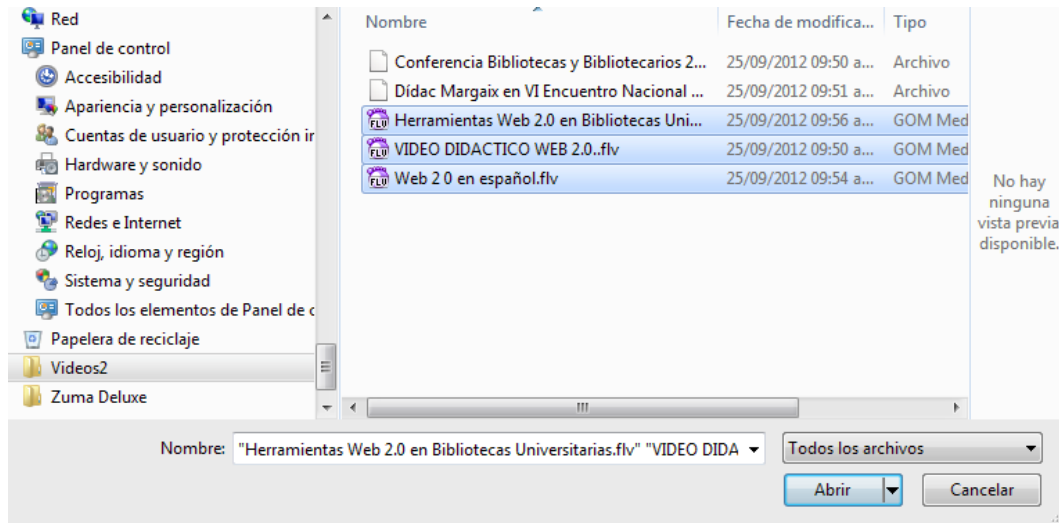 Red
Panel de control
Accesibilidad
Apariencia y personalización
Cuentas de usuario y protección ir
Hardware y sonido
Programas
Redes e Internet
Reloj, idioma y región
Sistema y seguridad
Todos los elementos de Panel de c
Papelera de reciclaje
Videos2
Zuma Deluxe
Nombre Fecha de modifica... Tipo
Conferencia Bibliotecas y Bibliotecarios 2... 25/09/2012 09:50 a... Archivo
Dídac Margaix en VI Encuentro Nacional ... 25/09/2012 09:51 a... Archivo
FLV Herramientas Web 2.0 en Bibliotecas Uni... 25/09/2012 09:56 a... GOM Med
FLV VIDEO DIDACTICO WEB 2.0..flv 25/09/2012 09:50 a... GOM Med
FLV Web 2 0 en español.flv 25/09/2012 09:54 a... GOM Med
No hay
ninguna
vista previa
disponible.
Nombre: "Herramientas Web 2.0 en Bibliotecas Universitarias.flv" "VIDEO DIDA Todos los archivos
Abrir Cancelar